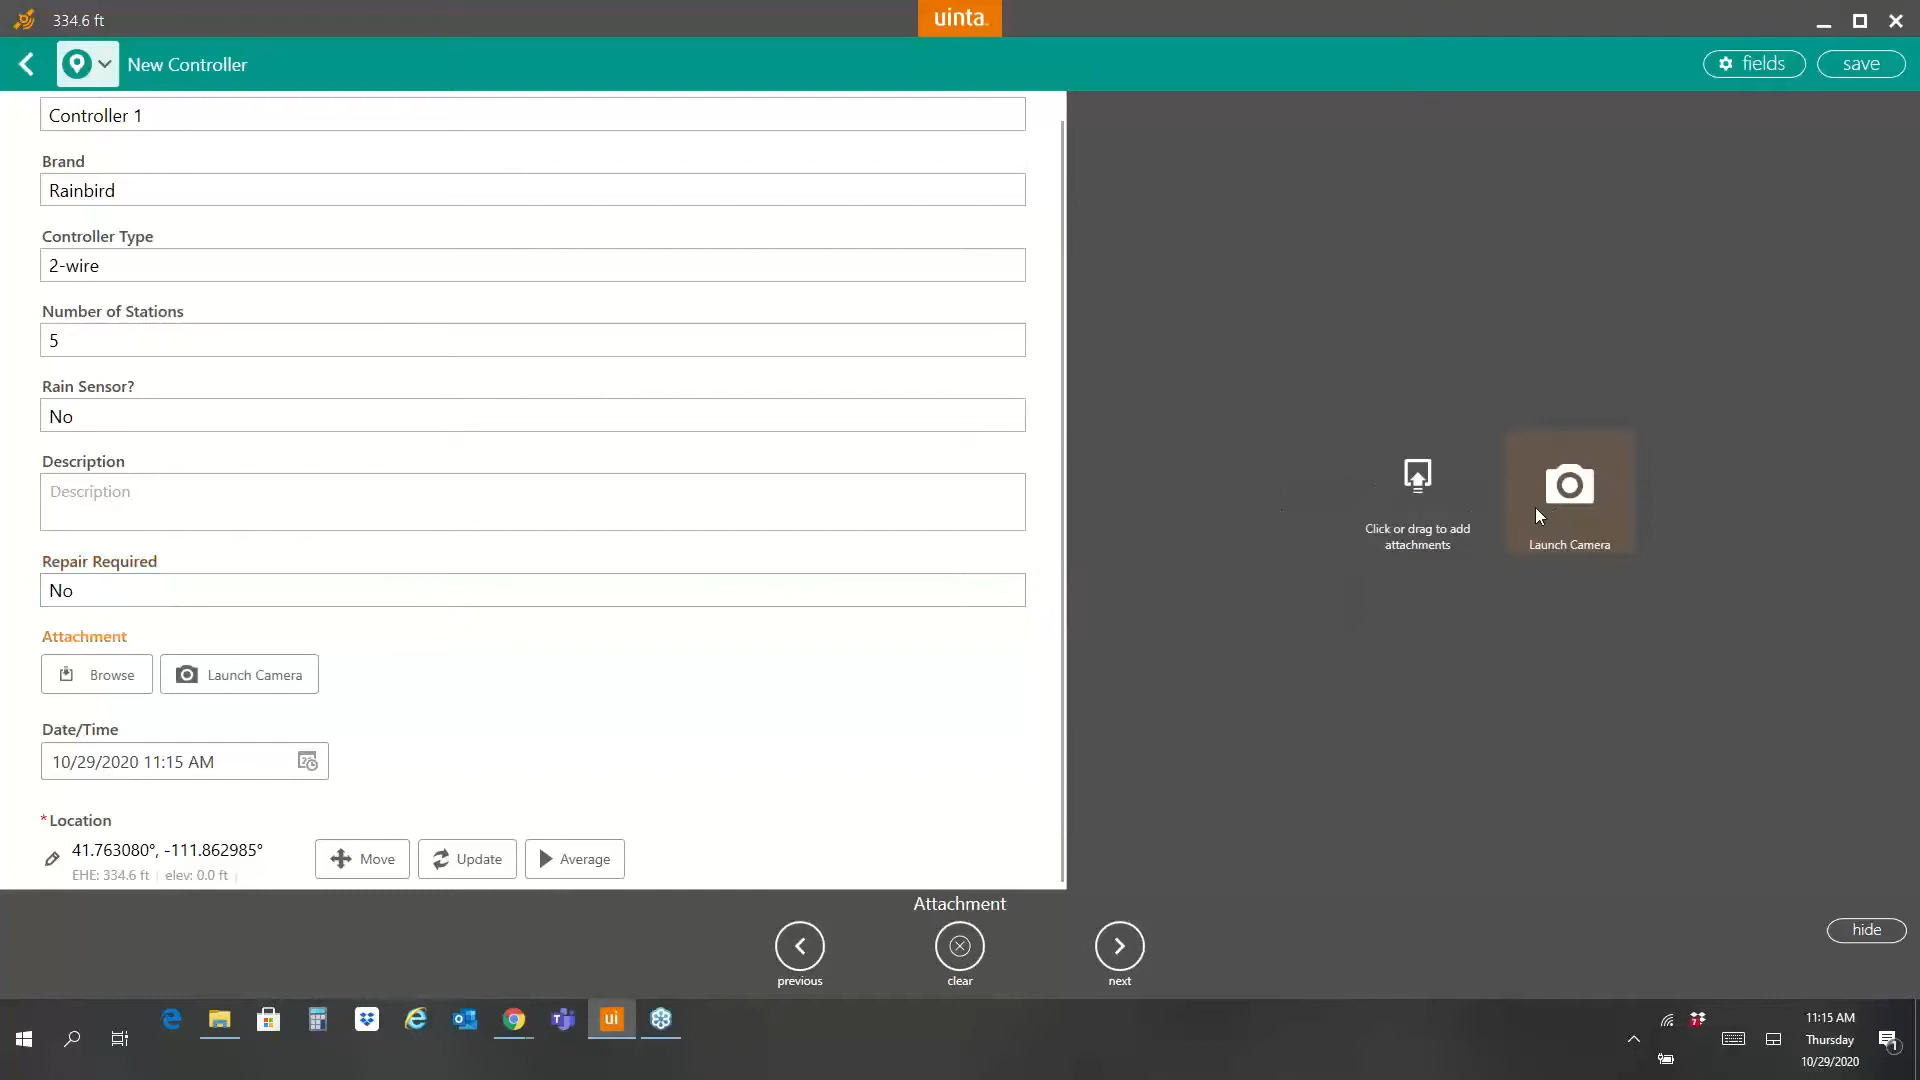 334.6 ft
uinta
New Controller
fields
save
Controller 1
Brand
Rainbird
Controller Type
2-wire
Number of Stations
5
Rain Sensor?
No
Description
Description
Repair Required
No
Attachment
Browse
Launch Camera
Date/Time
10/29/2020 11:15 AM
*Location
41.763080°, -111.862985°
EHE: 334.6 ft | elev: 0.0 ft |
Move
Update
Average
Click or drag to add
attachments
Launch Camera
Attachment
previous
clear
next
hide
ui
11:15 AM
Thursday
10/29/2020
1